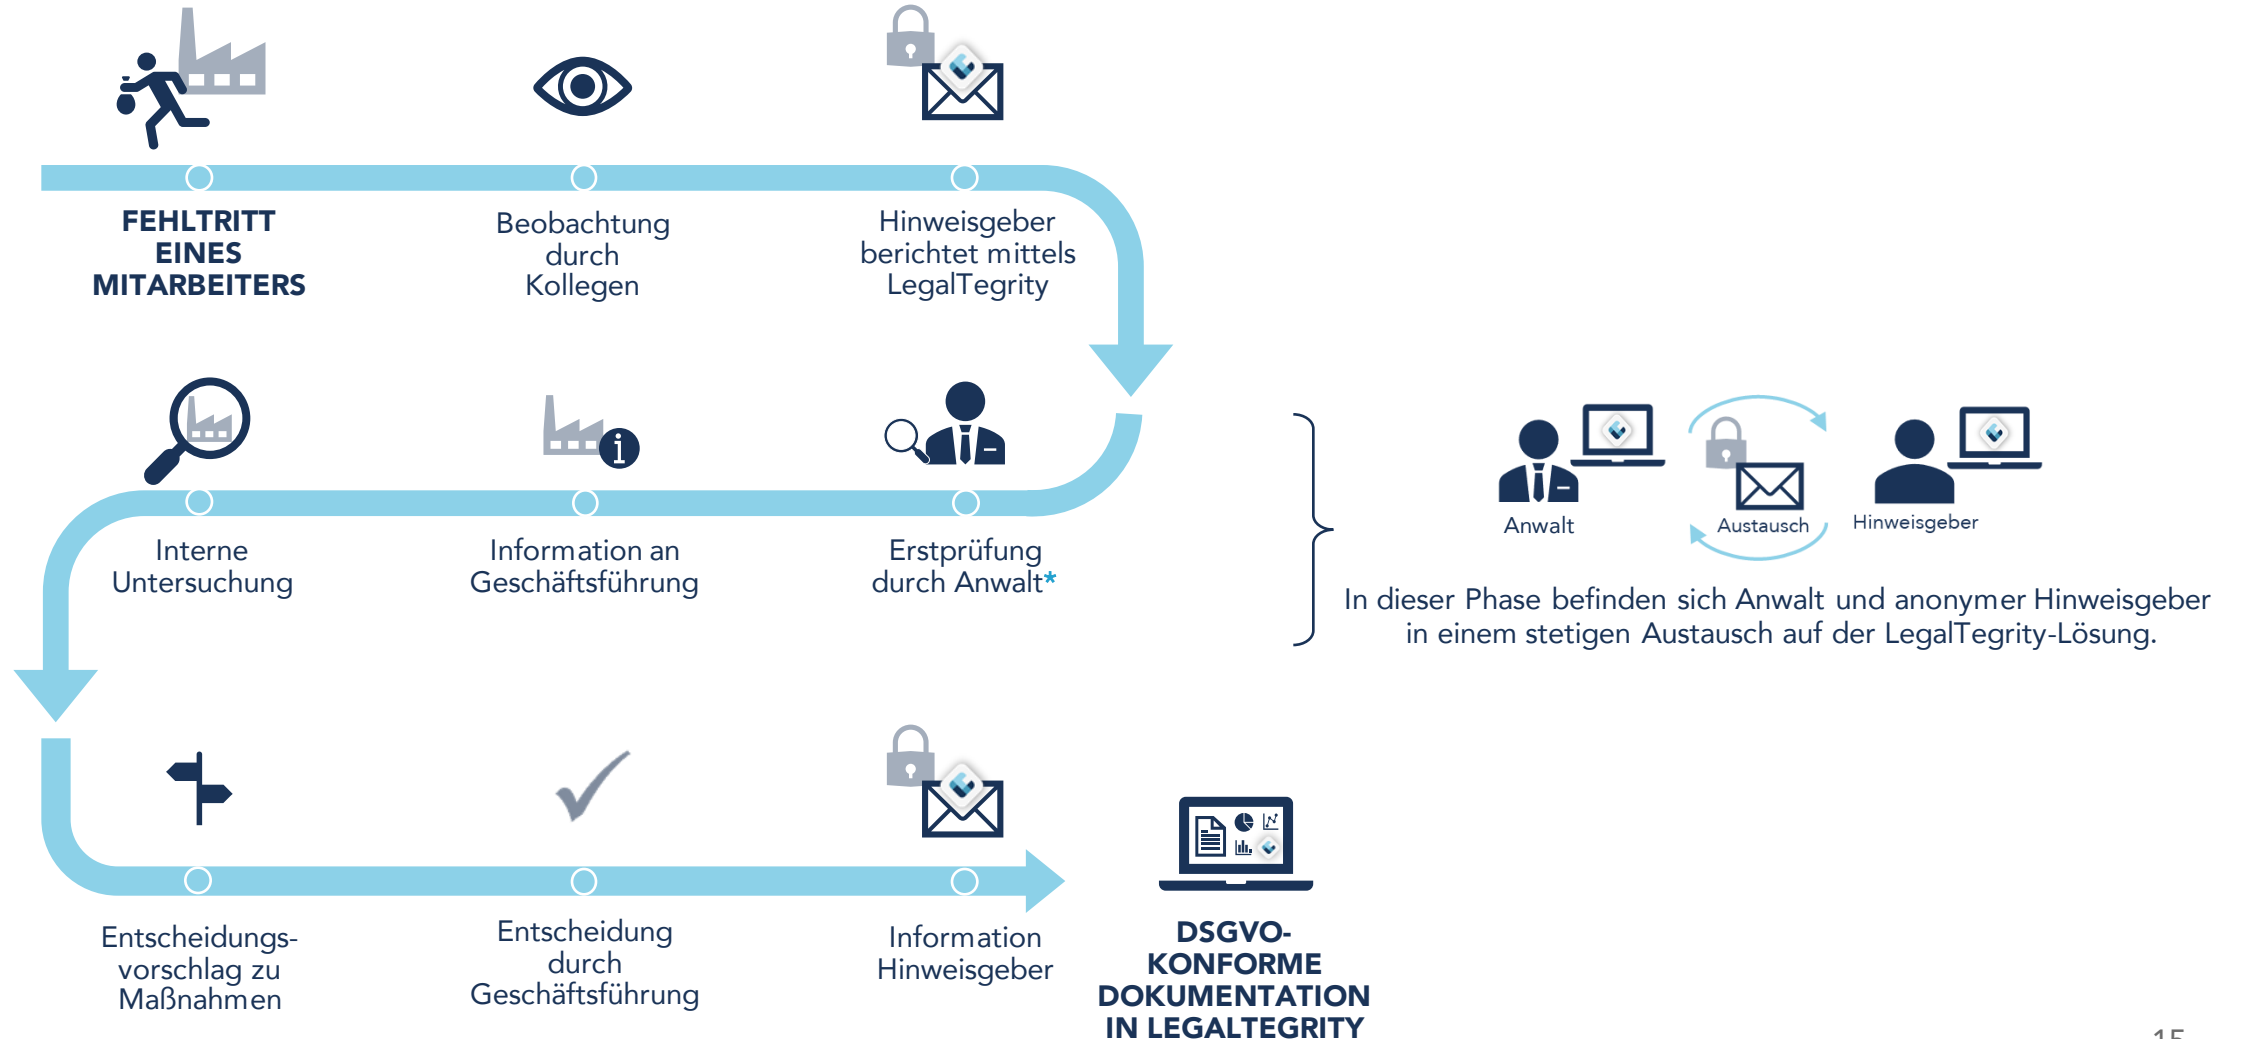 FEHLTRITT
EINES
MITARBEITERS
Beobachtung
durch
Kollegen
Hinweisgeber
berichtet mittels
LegalTegrity
Interne
Untersuchung
Information an
Geschäftsführung
Erstprüfung
durch Anwalt*
Anwalt
Austausch
Hinweisgeber
In dieser Phase befinden sich Anwalt und anonymer Hinweisgeber
in einem stetigen Austausch auf der LegalTegrity-Lösung.
Entscheidungs-
vorschlag zu
Maßnahmen
Entscheidung
durch
Geschäftsführung
Information
Hinweisgeber
DSGVO-
KONFORME
DOKUMENTATION
IN LEGALTEGRITY
15